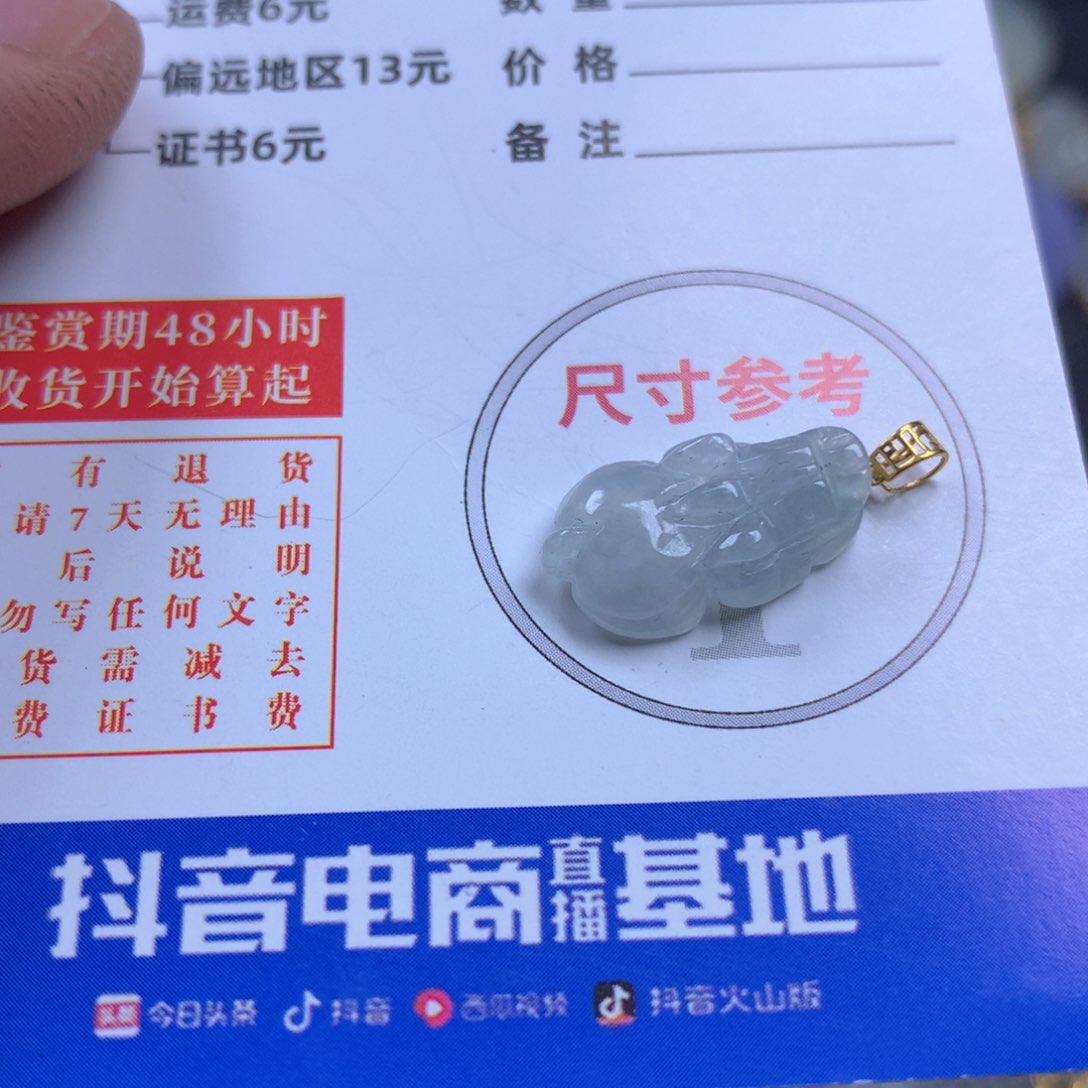 运费6元
数量
偏远地区13元
价格
证书6元
备注
鉴赏期48小时
收货开始算起
有退货
请7天无理由
后说明
勿写任何文字
货需减去
费证书费
尺寸参考
1
抖音电商直播基地
头条 今日头条 抖音 西瓜视频 抖音火山版